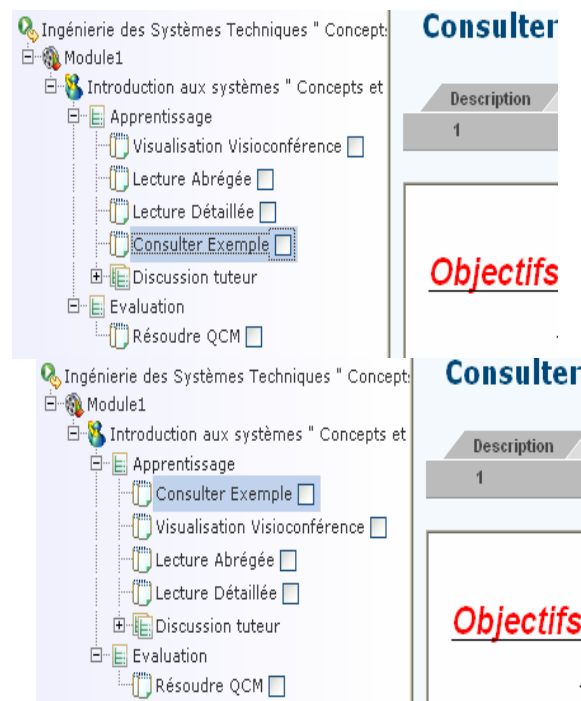 Ingénierie des Systèmes Techniques " Concept:
Module1
Introduction aux systèmes " Concepts et
Apprentissage
Visualisation Visioconférence
Lecture Abrégée
Lecture Détaillée
Consulter Exemple
Discussion tuteur
Evaluation
Résoudre QCM
Consulter
Description
1
Objectifs
Ingénierie des Systèmes Techniques " Concept:
Module1
Introduction aux systèmes " Concepts et
Apprentissage
Consulter Exemple
Visualisation Visioconférence
Lecture Abrégée
Lecture Détaillée
Discussion tuteur
Evaluation
Résoudre QCM
Consulter
Description
1
Objectifs